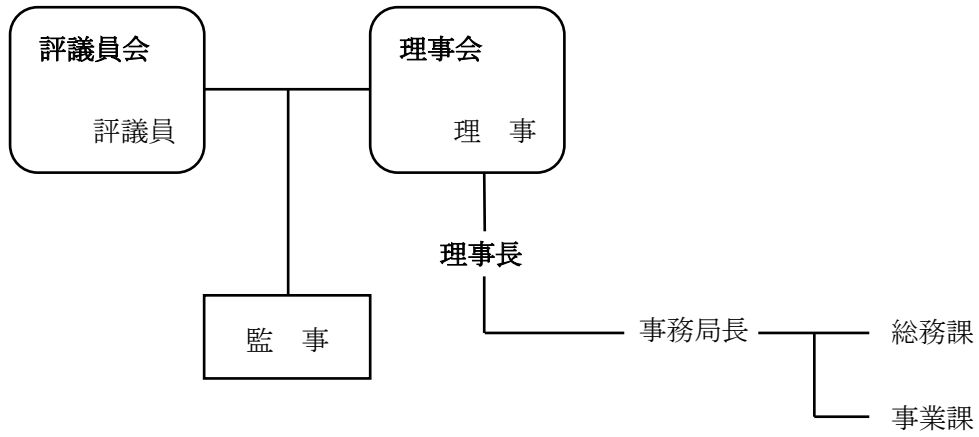 評議員会
評議員
理事会
理　事
理事長
監　事
事務局長
総務課
事業課